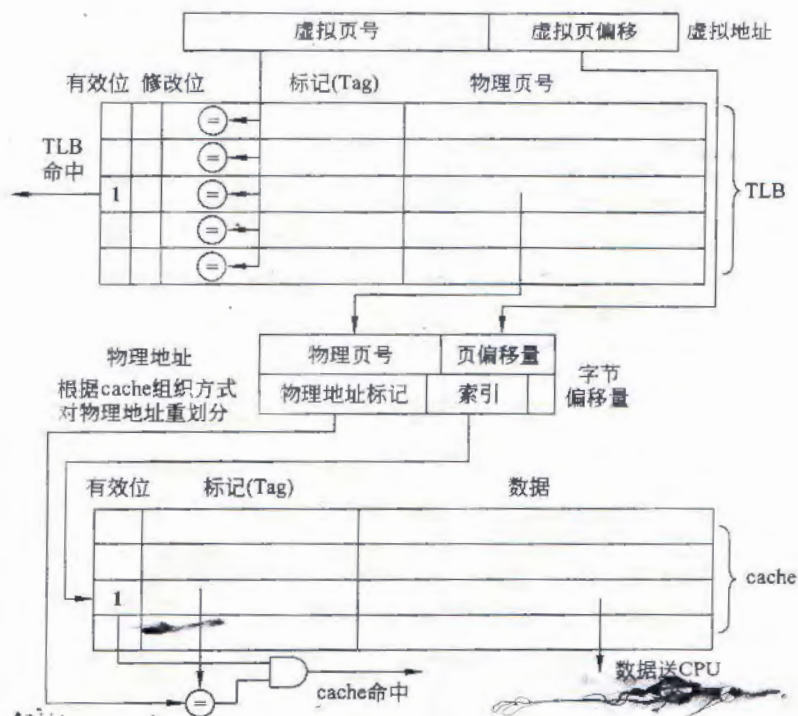 虚拟页号 虚拟页偏移 虚拟地址
有效位 修改位 标记(Tag) 物理页号
=
=
TLB
命中
1 =
TLB
=
=
物理地址 物理页号 页偏移量
根据cache组织方式
对物理地址重划分
物理地址标记 索引
字节
偏移量
有效位 标记(Tag) 数据
cache
1
数据送CPU
=
cache命中